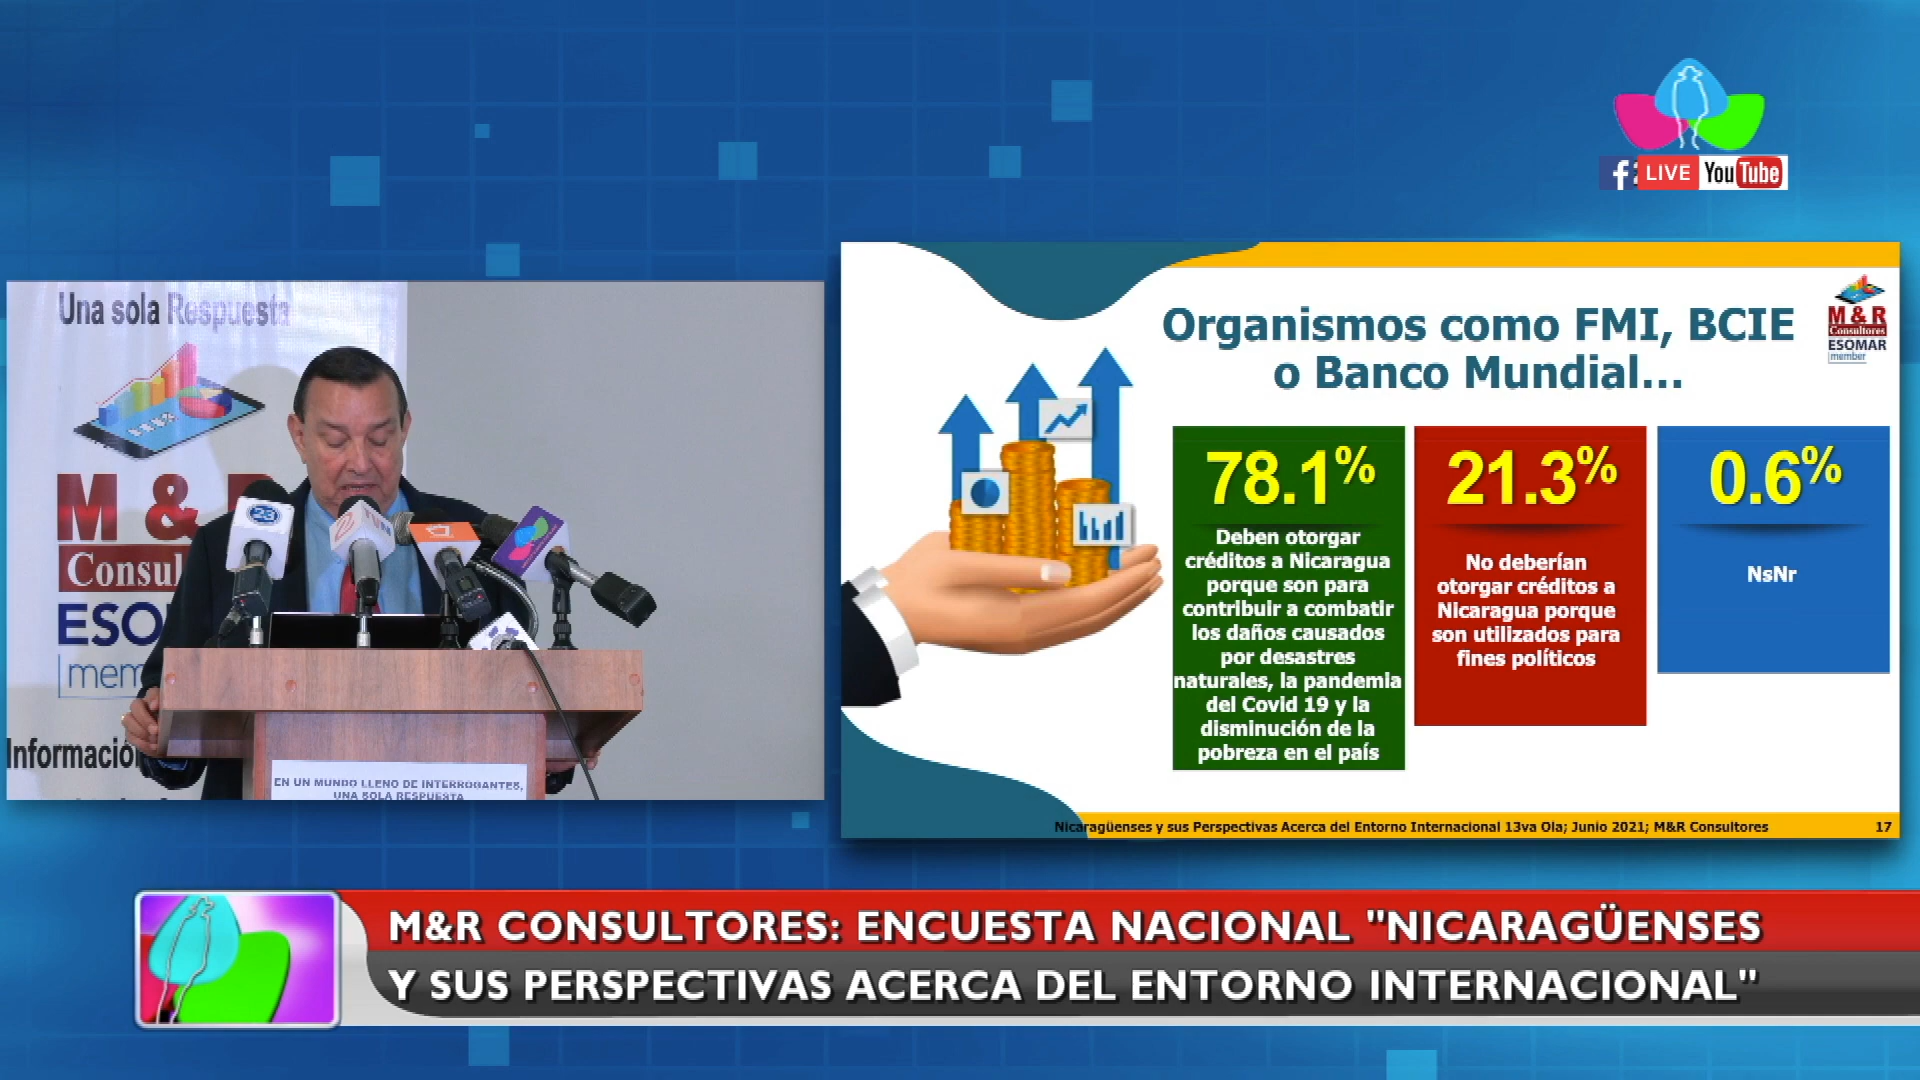 f
LIVE
YouTube
Una sola Respuesta
M & R
Consul
ESO
mem
Informació
23
EN UN MUNDO LLENO DE INTERROGANTES,
UNA SOLA RESPUESTA
Organismos como FMI, BCIE
o Banco Mundial...
M & R
Consultores
ESOMAR
member
78.1%
Deben otorgar
créditos a Nicaragua
porque son para
contribuir a combatir
los daños causados
por desastres
naturales, la pandemia
del Covid 19 y la
disminución de la
pobreza en el país
21.3%
No deberían
otorgar créditos a
Nicaragua porque
son utilizados para
fines políticos
0.6%
NsNr
Nicaragüenses y sus Perspectivas Acerca del Entorno Internacional 13va Ola; Junio 2021; M&R Consultores
17
M&R CONSULTORES: ENCUESTA NACIONAL "NICARAGÜENSES
Y SUS PERSPECTIVAS ACERCA DEL ENTORNO INTERNACIONAL"